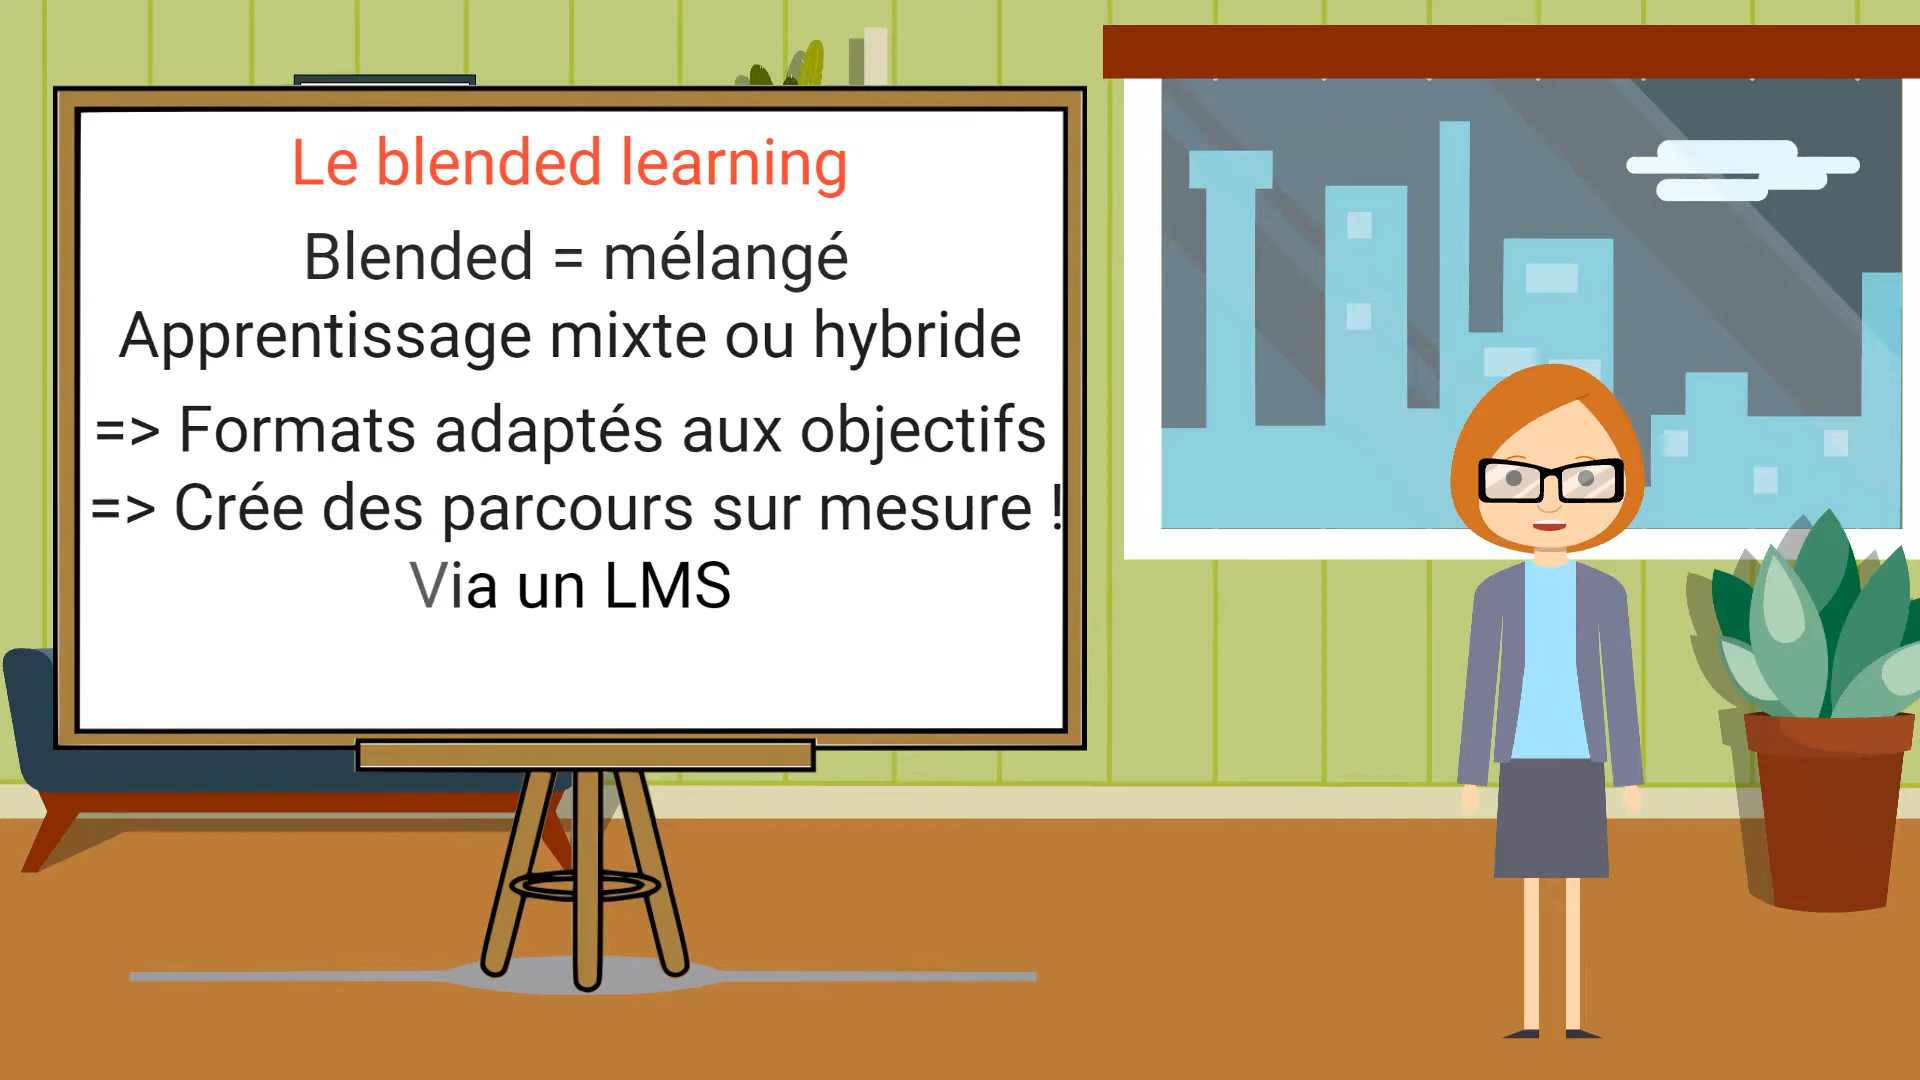 Le blended learning
Blended = mélangé
Apprentissage mixte ou hybride
=> Formats adaptés aux objectifs
=> Crée des parcours sur mesure !
Via un LMS